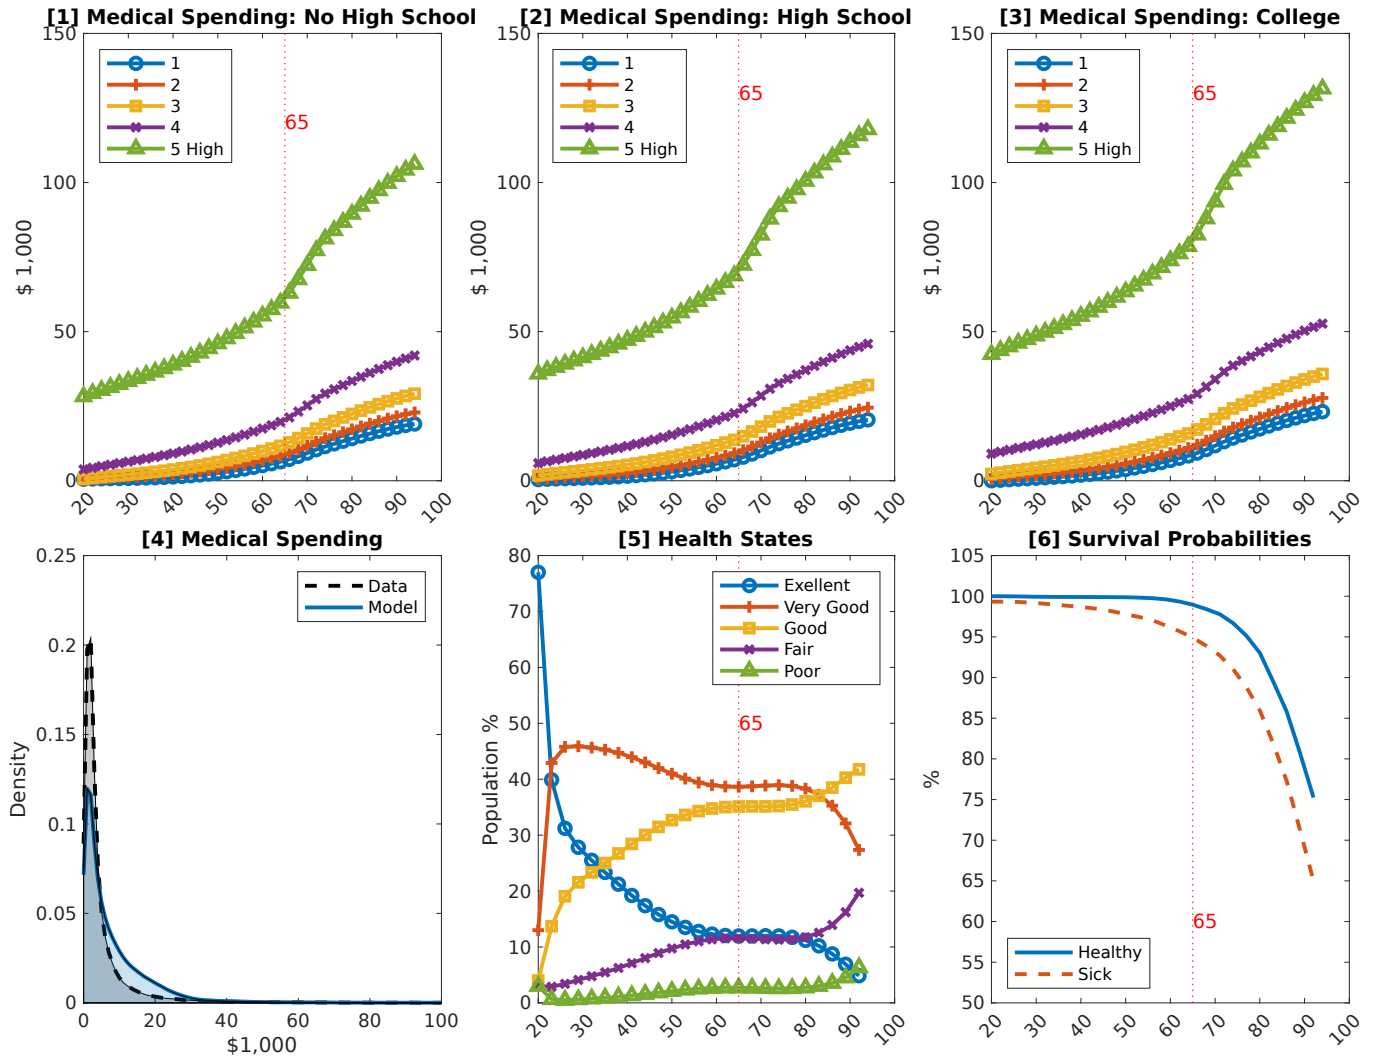 [1] Medical Spending: No High School
150
100
50
0
$ 1,000
1
2
3
4
5 High
65
20 30 40 50 60 70 80 90 100
[2] Medical Spending: High School
150
100
50
0
$ 1,000
1
2
3
4
5 High
65
20 30 40 50 60 70 80 90 100
[3] Medical Spending: College
150
100
50
0
$ 1,000
1
2
3
4
5 High
65
20 30 40 50 60 70 80 90 100
[4] Medical Spending
0.25
0.2
0.15
0.1
0.05
0
Density
Data
Model
0 20 40 60 80 100
$1,000
[5] Health States
80
70
60
50
40
30
20
10
0
Population %
Exellent
Very Good
Good
Fair
Poor
65
20 30 40 50 60 70 80 90 100
[6] Survival Probabilities
105
100
95
90
85
80
75
70
65
60
55
50
%
65
Healthy
Sick
20 30 40 50 60 70 80 90 100